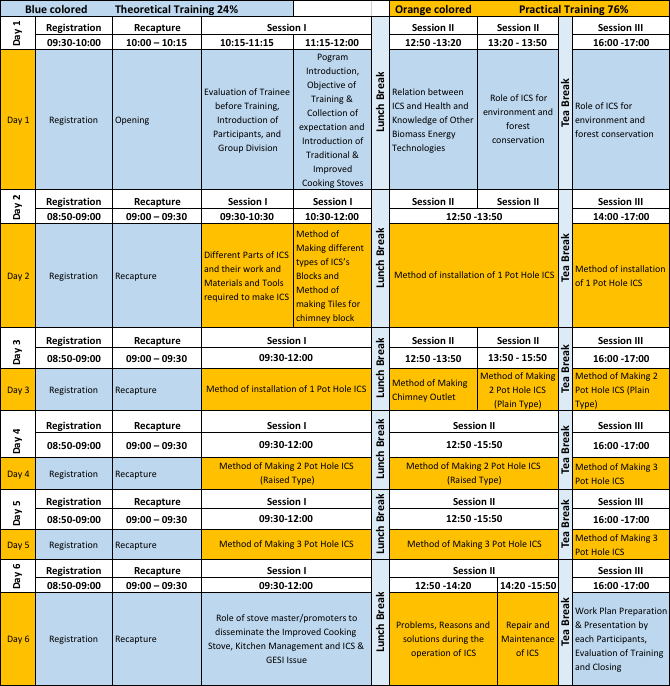 Blue colored Theoretical Training 24% Orange colored Practical Training 76%
Day 1
Registration Recapture Session I Session II Session II Session III
09:30-10:00 10:00 – 10:15 10:15-11:15 11:15-12:00 12:50 -13:20 13:20 - 13:50 16:00 -17:00
Lunch Break
Tea Break
Day 1
Registration
Opening
Evaluation of Trainee
before Training,
Introduction of
Participants, and
Group Division
Pogram
Introduction,
Objective of
Training &
Collection of
expectation and
Introduction of
Traditional &
Improved
Cooking Stoves
Relation between
ICS and Health and
Knowledge of Other
Biomass Energy
Technologies
Role of ICS for
environment and
forest
conservation
Role of ICS for
environment and
forest conservation
Day 2
Registration Recapture Session I Session I Session II Session II Session III
08:50-09:00 09:00 – 09:30 09:30-10:30 10:30-12:00 12:50 -13:50 14:00 -17:00
Lunch Break
Tea Break
Day 2
Registration
Recapture
Different Parts of ICS
and their work and
Materials and Tools
required to make ICS
Method of
Making different
types of ICS's
Blocks and
Method of
making Tiles for
chimney block
Method of installation of 1 Pot Hole ICS
Method of installation
of 1 Pot Hole ICS
Day 3
Registration Recapture Session I Session II Session II Session III
08:50-09:00 09:00 – 09:30 09:30-12:00 12:50 -13:50 13:50 - 15:50 16:00 -17:00
Lunch Break
Tea Break
Day 3
Registration
Recapture
Method of installation of 1 Pot Hole ICS
Method of Making
Chimney Outlet
Method of Making
2 Pot Hole ICS
(Plain Type)
Method of Making 2
Pot Hole ICS (Plain
Type)
Day 4
Registration Recapture Session I Session II Session III
08:50-09:00 09:00 – 09:30 09:30-12:00 12:50 -15:50 16:00 -17:00
Lunch Break
Tea Break
Day 4
Registration
Recapture
Method of Making 2 Pot Hole ICS
(Raised Type)
Method of Making 2 Pot Hole ICS
(Raised Type)
Method of Making 3
Pot Hole ICS
Day 5
Registration Recapture Session I Session II Session III
08:50-09:00 09:00 – 09:30 09:30-12:00 12:50 -15:50 16:00 -17:00
Lunch Break
Tea Break
Day 5
Registration
Recapture
Method of Making 3 Pot Hole ICS
Method of Making 3 Pot Hole ICS
Method of Making 3
Pot Hole ICS
Day 6
Registration Recapture Session I Session II Session III
08:50-09:00 09:00 – 09:30 09:30-12:00 12:50 -14:20 14:20 -15:50 16:00 -17:00
Lunch Break
Tea Break
Day 6
Registration
Recapture
Role of stove master/promoters to
disseminate the Improved Cooking
Stove, Kitchen Management and ICS &
GESI Issue
Problems, Reasons and
solutions during the
operation of ICS
Repair and
Maintenance
of ICS
Work Plan Preparation
& Presentation by
each Participants,
Evaluation of Training
and Closing